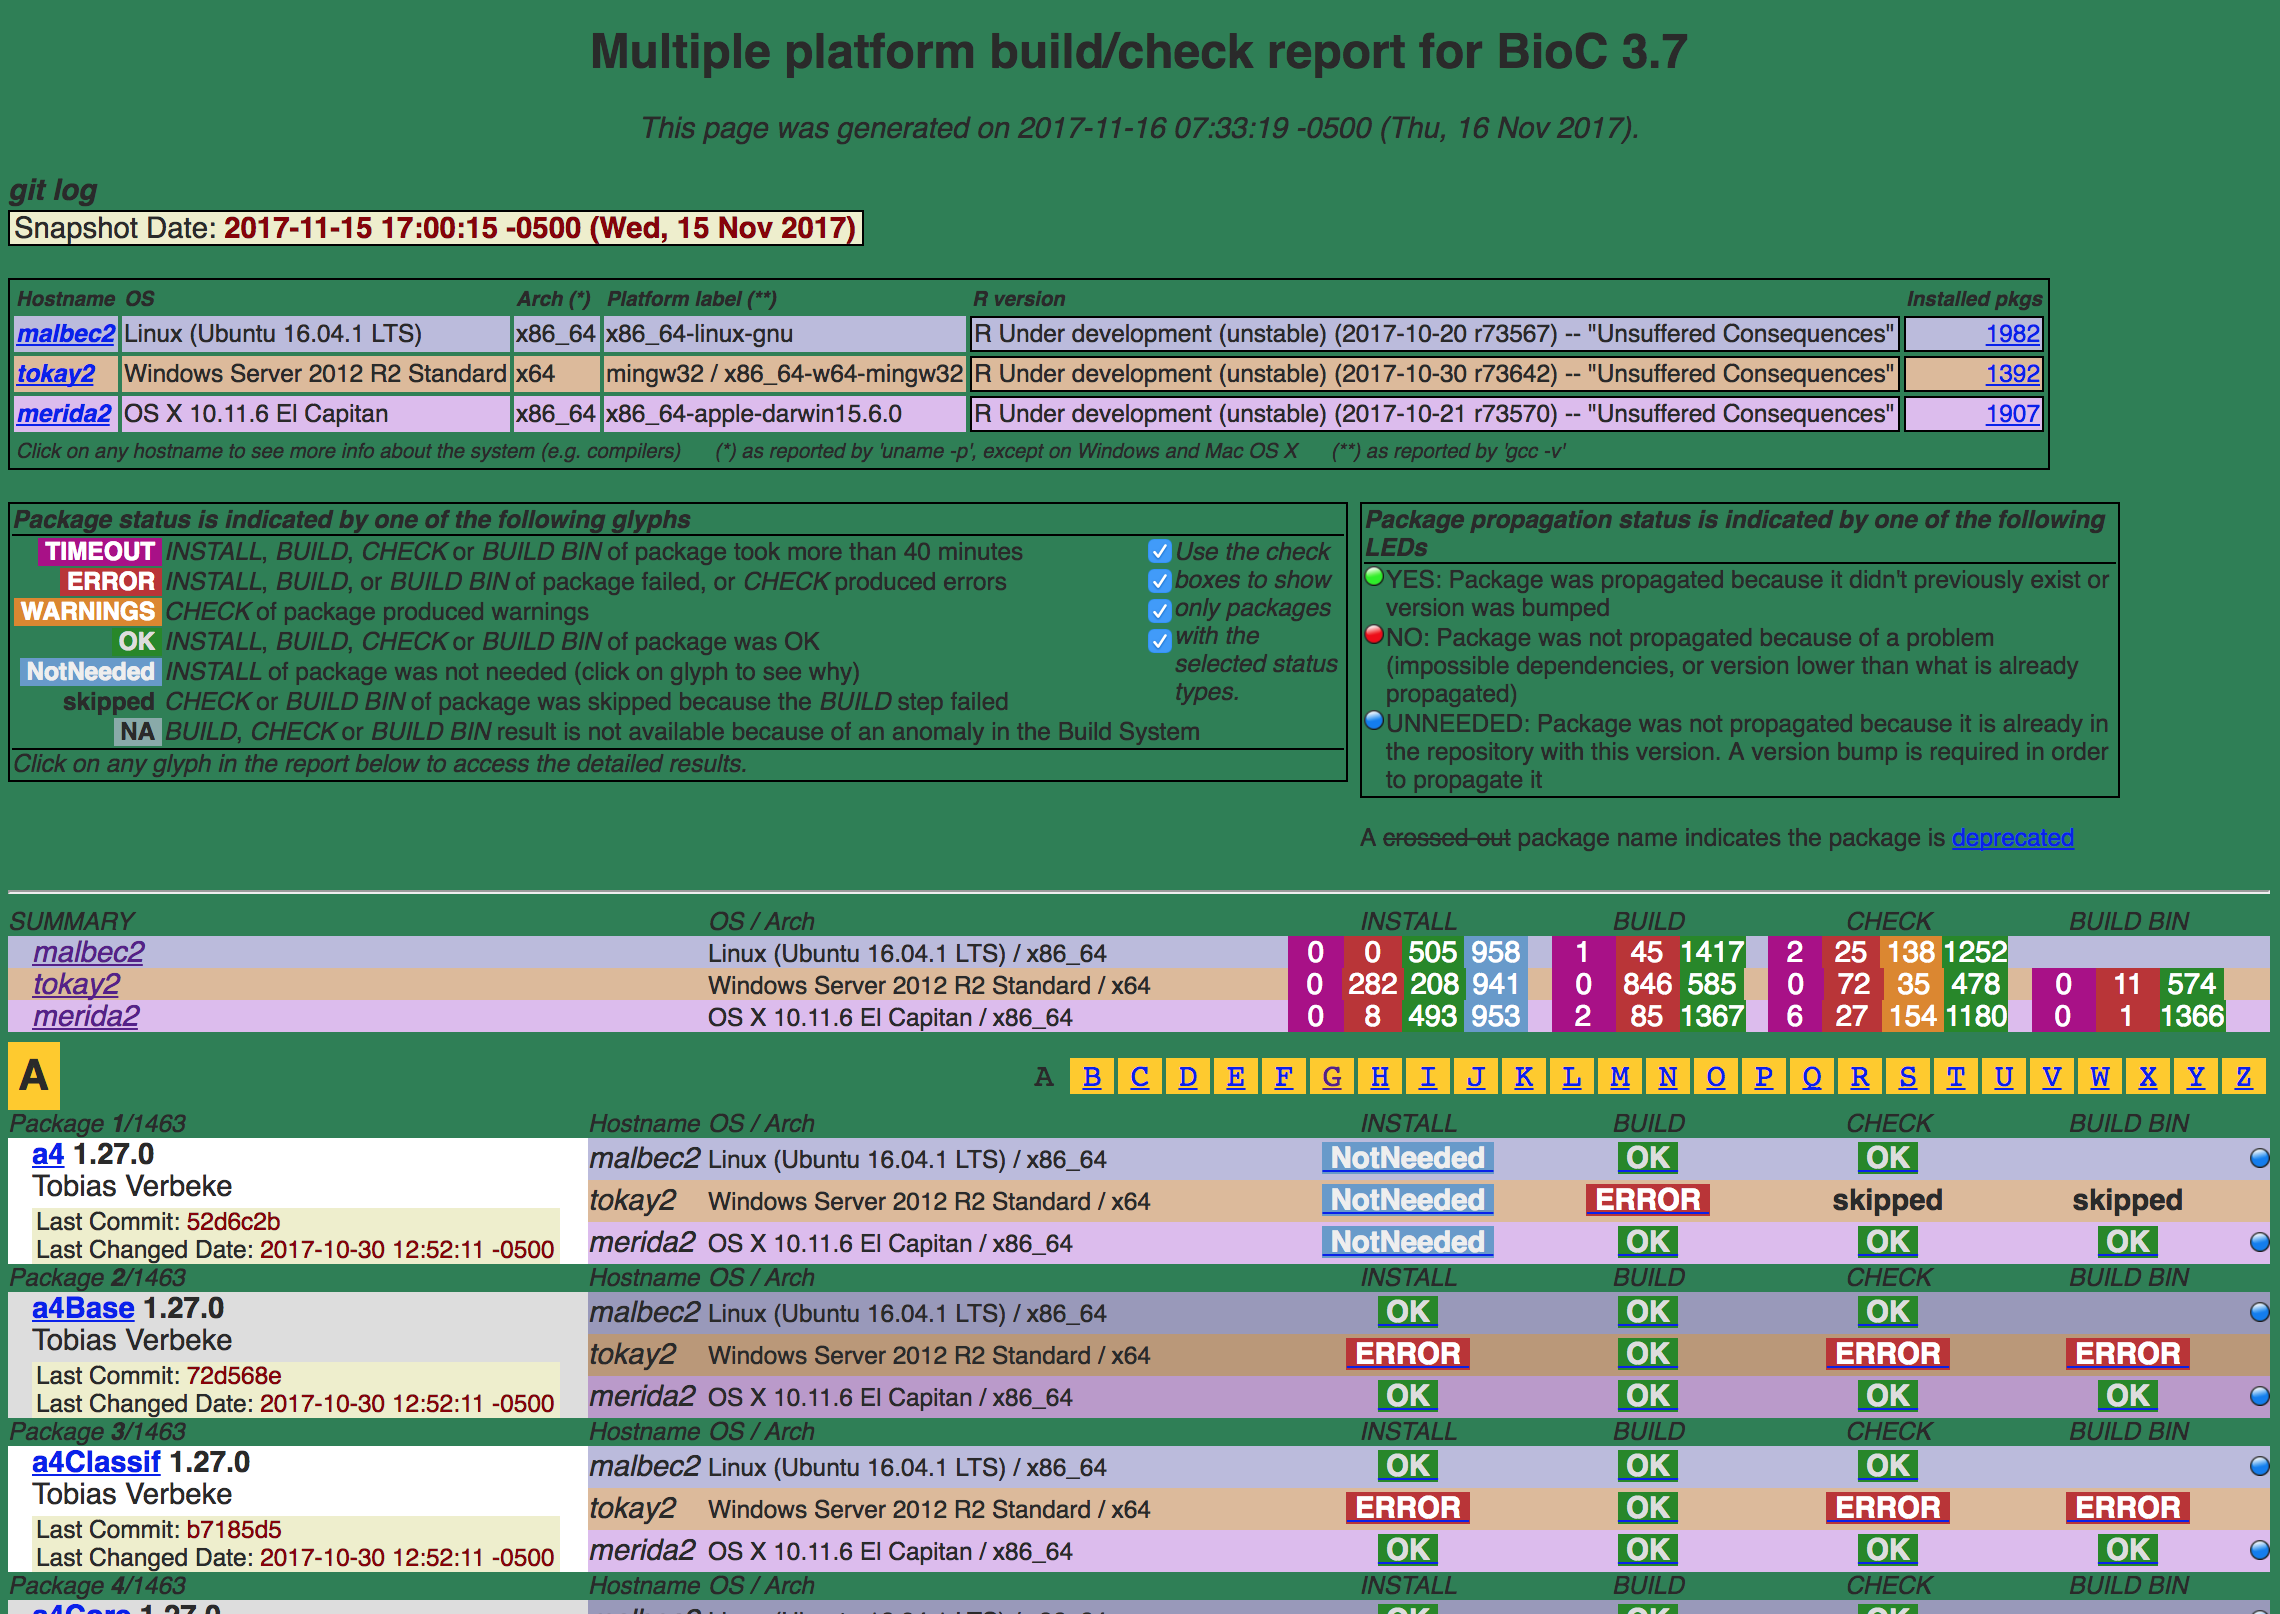 Multiple platform build/check report for BioC 3.7
This page was generated on 2017-11-16 07:33:19 -0500 (Thu, 16 Nov 2017).
git log
Snapshot Date: 2017-11-15 17:00:15 -0500 (Wed, 15 Nov 2017)
Hostname OS Arch (*) Platform label (**) R version Installed pkgs
malbec2 Linux (Ubuntu 16.04.1 LTS) x86_64 x86_64-linux-gnu R Under development (unstable) (2017-10-20 r73567) -- "Unsuffered Consequences" 1982
tokay2 Windows Server 2012 R2 Standard x64 mingw32 / x86_64-w64-mingw32 R Under development (unstable) (2017-10-30 r73642) -- "Unsuffered Consequences" 1392
merida2 OS X 10.11.6 El Capitan x86_64 x86_64-apple-darwin15.6.0 R Under development (unstable) (2017-10-21 r73570) -- "Unsuffered Consequences" 1907
Click on any hostname to see more info about the system (e.g. compilers) (*) as reported by 'uname -p', except on Windows and Mac OS X (**) as reported by 'gcc -v'
Package status is indicated by one of the following glyphs
TIMEOUT INSTALL, BUILD, CHECK or BUILD BIN of package took more than 40 minutes
ERROR INSTALL, BUILD, or BUILD BIN of package failed, or CHECK produced errors
WARNINGS CHECK of package produced warnings
OK INSTALL, BUILD, CHECK or BUILD BIN of package was OK
NotNeeded INSTALL of package was not needed (click on glyph to see why)
skipped CHECK or BUILD BIN of package was skipped because the BUILD step failed
NA BUILD, CHECK or BUILD BIN result is not available because of an anomaly in the Build System
Click on any glyph in the report below to access the detailed results.
Use the check
boxes to show
only packages
with the
selected status
types.
Package propagation status is indicated by one of the following
LEDs
YES: Package was propagated because it didn't previously exist or
version was bumped
NO: Package was not propagated because of a problem
(impossible dependencies, or version lower than what is already
propagated)
UNNEEDED: Package was not propagated because it is already in
the repository with this version. A version bump is required in order
to propagate it
A crossed-out package name indicates the package is deprecated
SUMMARY OS / Arch INSTALL BUILD CHECK BUILD BIN
malbec2 Linux (Ubuntu 16.04.1 LTS) / x86_64 0 0 505 958 1 45 1417 2 25 138 1252
tokay2 Windows Server 2012 R2 Standard / x64 0 282 208 941 0 846 585 0 72 35 478 0 11 574
merida2 OS X 10.11.6 El Capitan / x86_64 0 8 493 953 2 85 1367 6 27 154 1180 0 1 1366
A A B C D E F G H I J K L M N O P Q R S T U V W X Y Z
Package 1/1463 Hostname OS / Arch INSTALL BUILD CHECK BUILD BIN
a4 1.27.0
Tobias Verbeke
Last Commit: 52d6c2b
Last Changed Date: 2017-10-30 12:52:11 -0500
malbec2 Linux (Ubuntu 16.04.1 LTS) / x86_64 NotNeeded OK OK
tokay2 Windows Server 2012 R2 Standard / x64 NotNeeded ERROR skipped skipped
merida2 OS X 10.11.6 El Capitan / x86_64 NotNeeded OK OK OK
Package 2/1463 Hostname OS / Arch INSTALL BUILD CHECK BUILD BIN
a4Base 1.27.0
Tobias Verbeke
Last Commit: 72d568e
Last Changed Date: 2017-10-30 12:52:11 -0500
malbec2 Linux (Ubuntu 16.04.1 LTS) / x86_64 OK OK OK
tokay2 Windows Server 2012 R2 Standard / x64 ERROR OK ERROR ERROR
merida2 OS X 10.11.6 El Capitan / x86_64 OK OK OK OK
Package 3/1463 Hostname OS / Arch INSTALL BUILD CHECK BUILD BIN
a4Classif 1.27.0
Tobias Verbeke
Last Commit: b7185d5
Last Changed Date: 2017-10-30 12:52:11 -0500
malbec2 Linux (Ubuntu 16.04.1 LTS) / x86_64 OK OK OK
tokay2 Windows Server 2012 R2 Standard / x64 ERROR OK ERROR ERROR
merida2 OS X 10.11.6 El Capitan / x86_64 OK OK OK OK
Package 4/1463 Hostname OS / Arch INSTALL BUILD CHECK BUILD BIN
a4Core 1.27.0